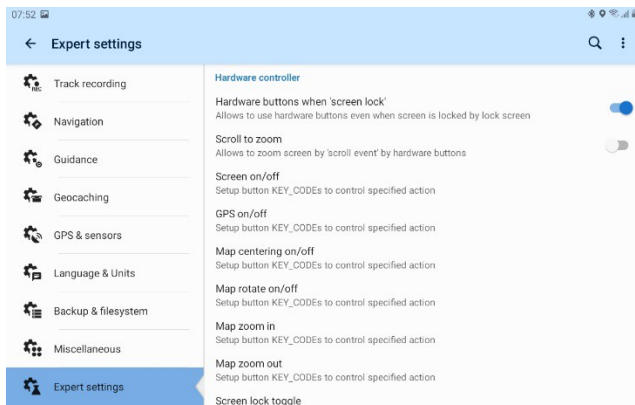 07:52
Expert settings
Track recording
Navigation
Guidance
Geocaching
GPS & sensors
Language & Units
Backup & filesystem
Miscellaneous
Expert settings
Hardware controller
Hardware buttons when 'screen lock'
Allows to use hardware buttons even when screen is locked by lock screen
Scroll to zoom
Allows to zoom screen by 'scroll event' by hardware buttons
Screen on/off
Setup button KEY_CODEs to control specified action
GPS on/off
Setup button KEY_CODEs to control specified action
Map centering on/off
Setup button KEY_CODEs to control specified action
Map rotate on/off
Setup button KEY_CODEs to control specified action
Map zoom in
Setup button KEY_CODEs to control specified action
Map zoom out
Setup button KEY_CODEs to control specified action
Screen lock toggle